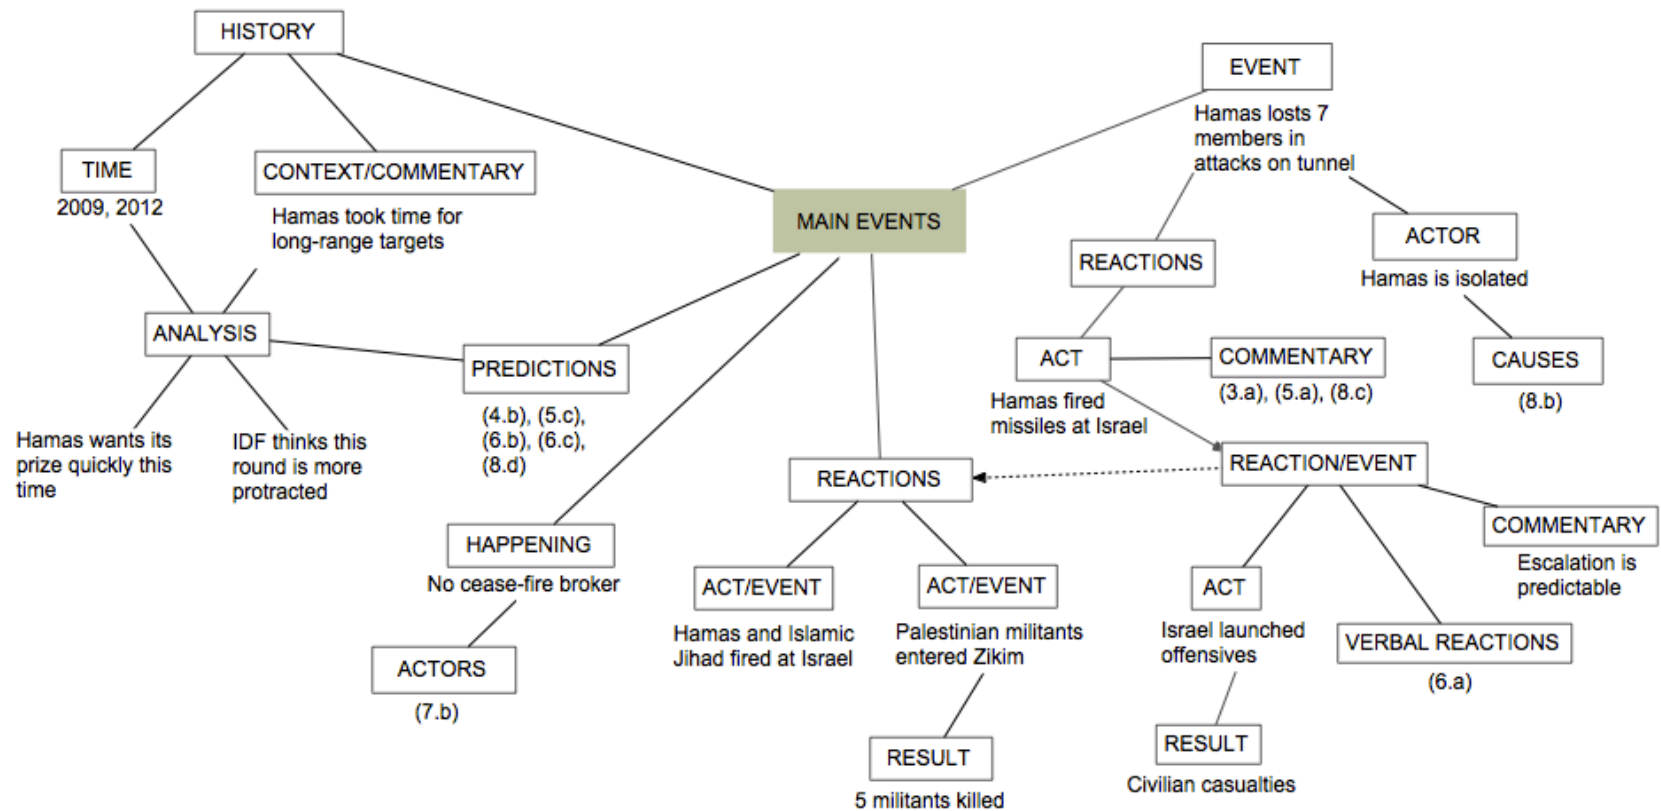 HISTORY
EVENT
Hamas losts 7
members in
attacks on tunnel
TIME
2009, 2012
CONTEXT/COMMENTARY
Hamas took time for
long-range targets
MAIN EVENTS
ACTOR
Hamas is isolated
REACTIONS
ANALYSIS
PREDICTIONS
(4.b), (5.c),
(6.b), (6.c),
(8.d)
ACT
Hamas fired
missiles at Israel
COMMENTARY
(3.a), (5.a), (8.c)
CAUSES
(8.b)
Hamas wants its
prize quickly this
time
IDF thinks this
round is more
protracted
REACTIONS
REACTION/EVENT
COMMENTARY
Escalation is
predictable
HAPPENING
No cease-fire broker
ACT/EVENT
Hamas and Islamic
Jihad fired at Israel
ACT/EVENT
Palestinian militants
entered Zikim
ACT
Israel launched
offensives
VERBAL REACTIONS
(6.a)
ACTORS
(7.b)
RESULT
5 militants killed
RESULT
Civilian casualties